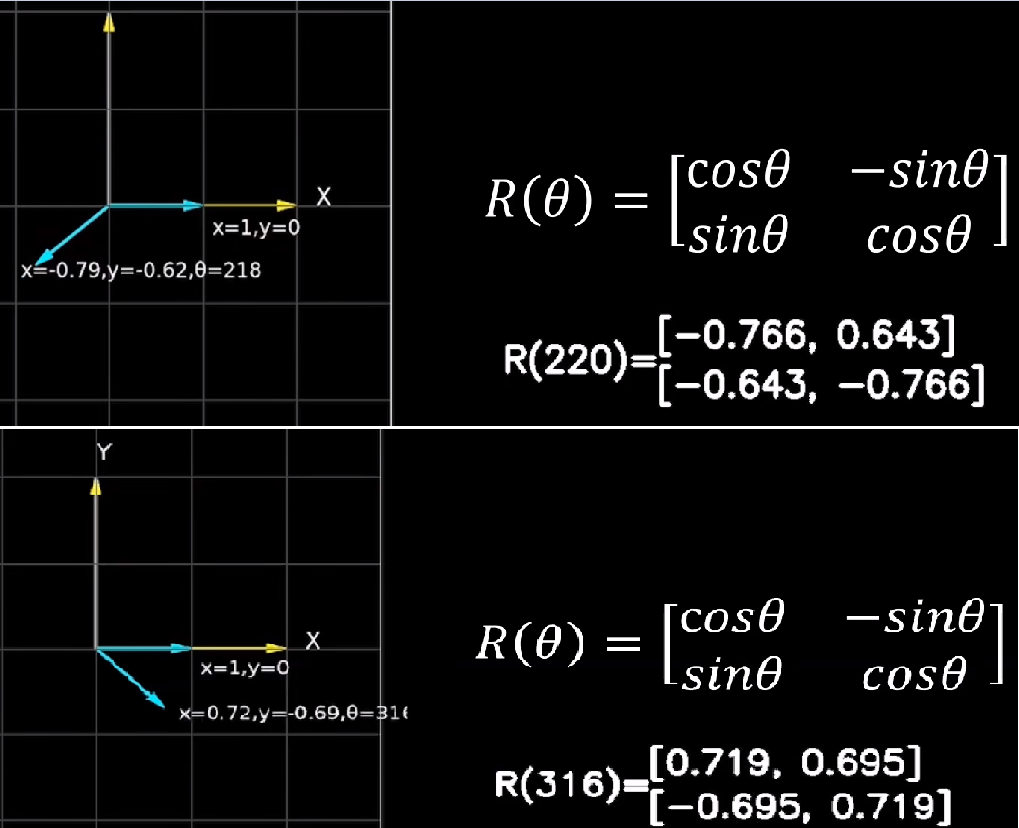 X
x=1,y=0
x=-0.79,y=-0.62,θ=218
R(θ) = [cosθ −sinθ]
[sinθ cosθ]
R(220)=[−0.766, 0.643]
[−0.643, −0.766]
Y
X
x=1,y=0
x=0.72,y=-0.69,θ=316
R(θ) = [cosθ −sinθ]
[sinθ cosθ]
R(316)=[0.719, 0.695]
[−0.695, 0.719]